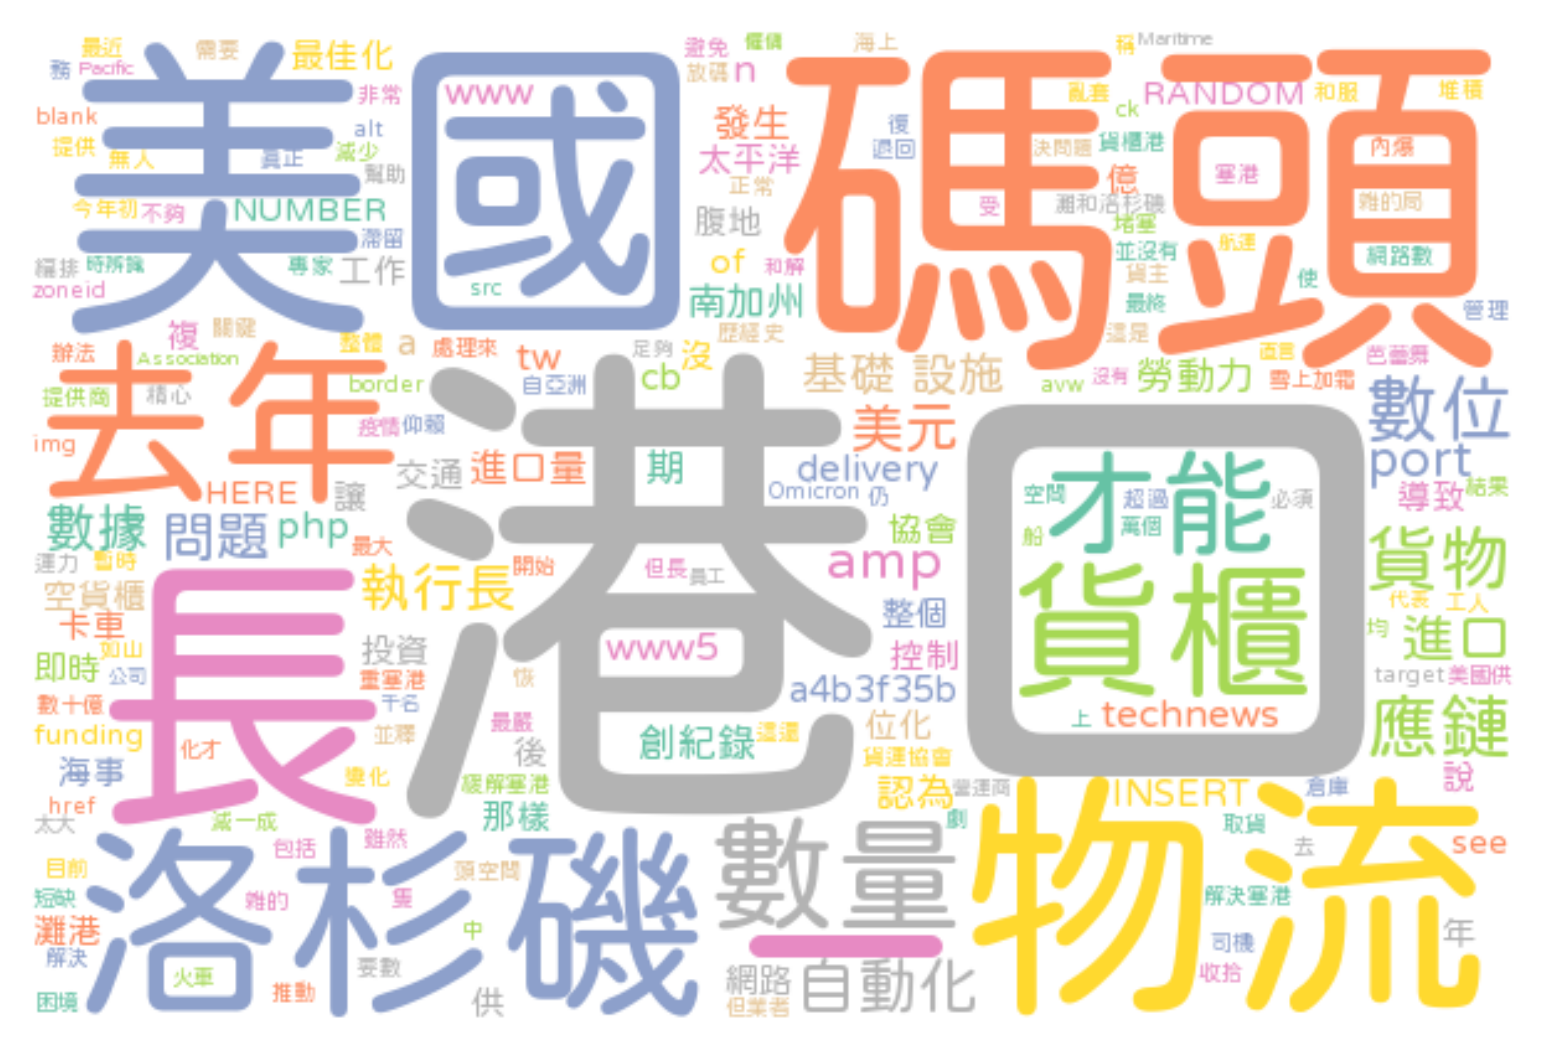 最近 需要 最佳化 避免 僱傭 海上 稱 Maritime
務 Pacific 放碼 n
美國 碼頭
www 非常 RANDOM 和服 堆積
blank 亂套 ck
alt 發生 復
提供 無人 真正 減少 太平洋 退回 決問題 貨櫃港 內爆
幫助 正常 億 塞港
今年初 不夠 NUMBER 腹地 受 灘和洛杉磯 雜的局
滯留 堵塞
編排 時所識 專家 工作 of 和解 並沒有 航運 網路數
zoneid src 南加州 貨主 使
最終 管理
複 關鍵 整體 a 處理來 歷經史 這是
辦法 Association tw 足夠 沒 直言 芭蕾舞
去年 港口
提供商 精心 border 自亞洲 cb 基礎 設施 avw 沒有 勞動力 雪上加霜
疫情 仰賴 美元 數位
img 交通 進口量 期 delivery port
HERE 讓 Omicron 仍 空間 才能 超過 必須 導致 結果
數據 問題 php 協會 船 萬個
最大 amp
運力 暫時 執行長 開始 但長 員工 貨物
空貨櫃 長 整個 貨櫃 代表 工人
卡車 www5 均 進口
如山 投資 控制
即時 公司 重塞港 恢 target 美國供
數十億 千名 a4b3f35b
funding 並釋 最嚴 位化 上 technews 應鏈
化才 後 創紀錄 這還
海事 變化 緩解塞港 貨運協會 說
href 認為 營運商 INSERT 倉庫
太大 減一成 那樣 劇 取貨
洛杉磯 數量 物流
包括 雖然 去 see
目前 頭空間
短缺 雜的 隻 解決塞港
灘港 中 一 年
解決 司機
火車 要數 網路 自動化 收拾
困境 推動 供 但業者